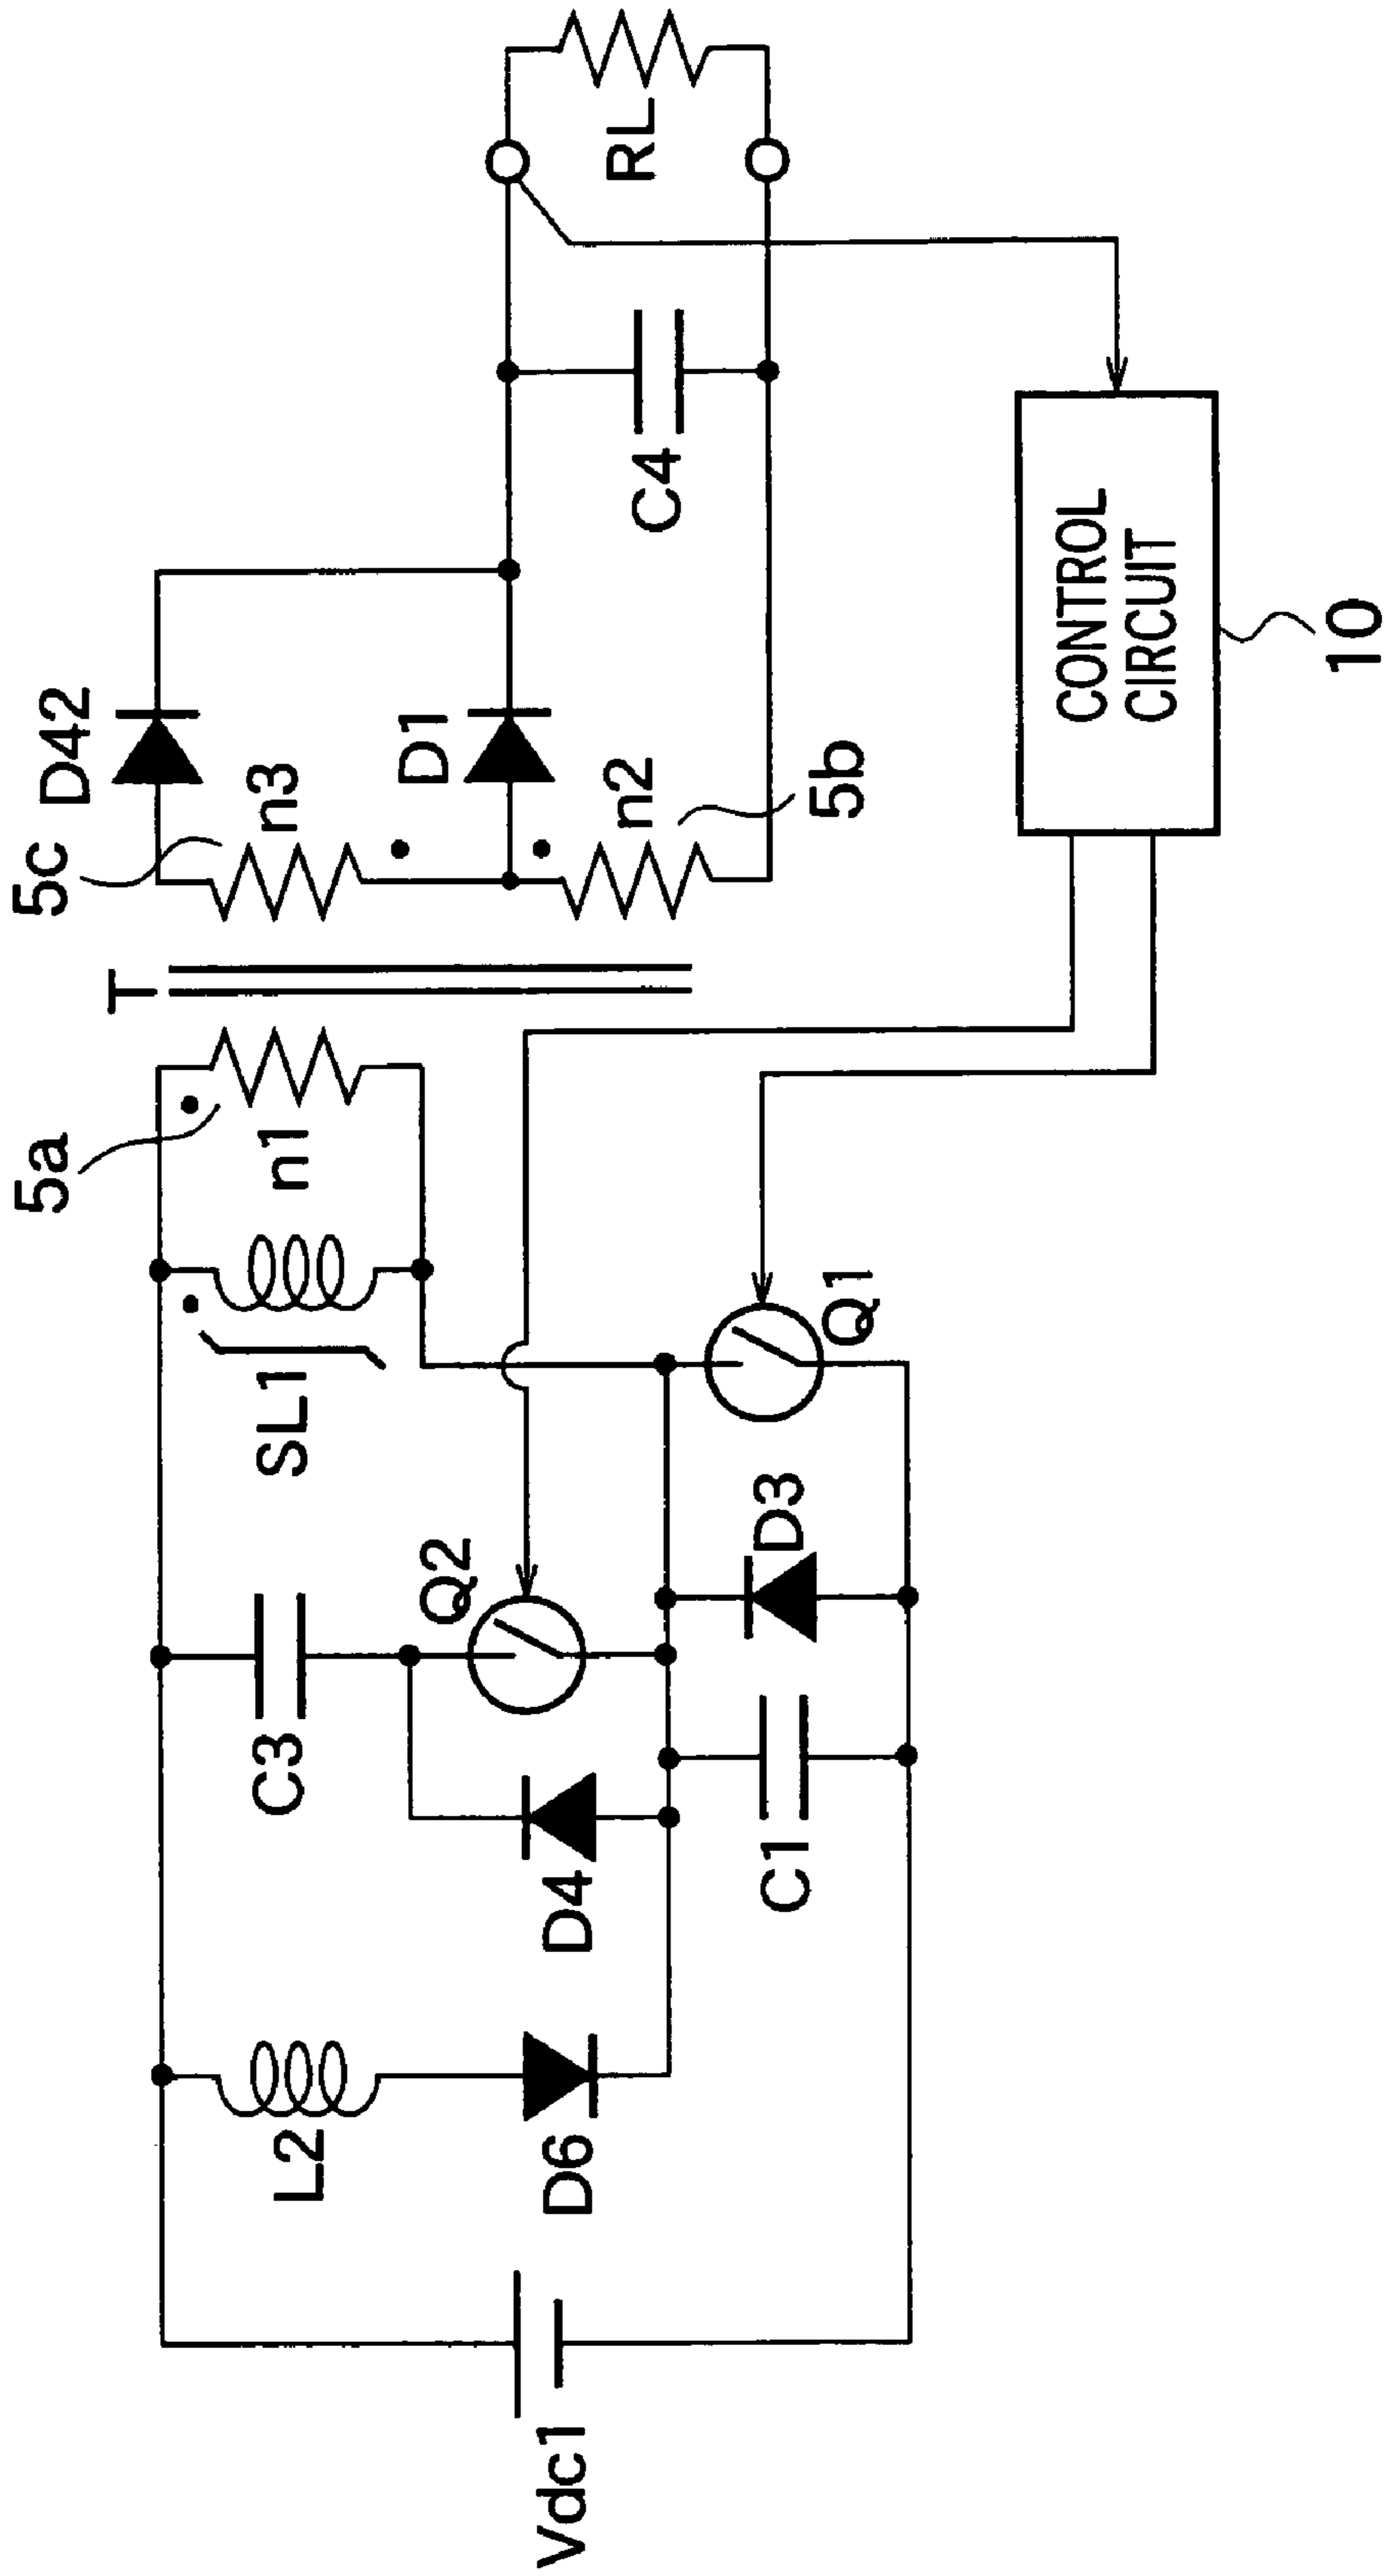 Vdc1
L2
D6
C3
D4
Q2
C1
D3
SL1
Q1
5a
n1
T
5c
n3
D42
D1
n2
5b
C4
RL
CONTROL
CIRCUIT
10